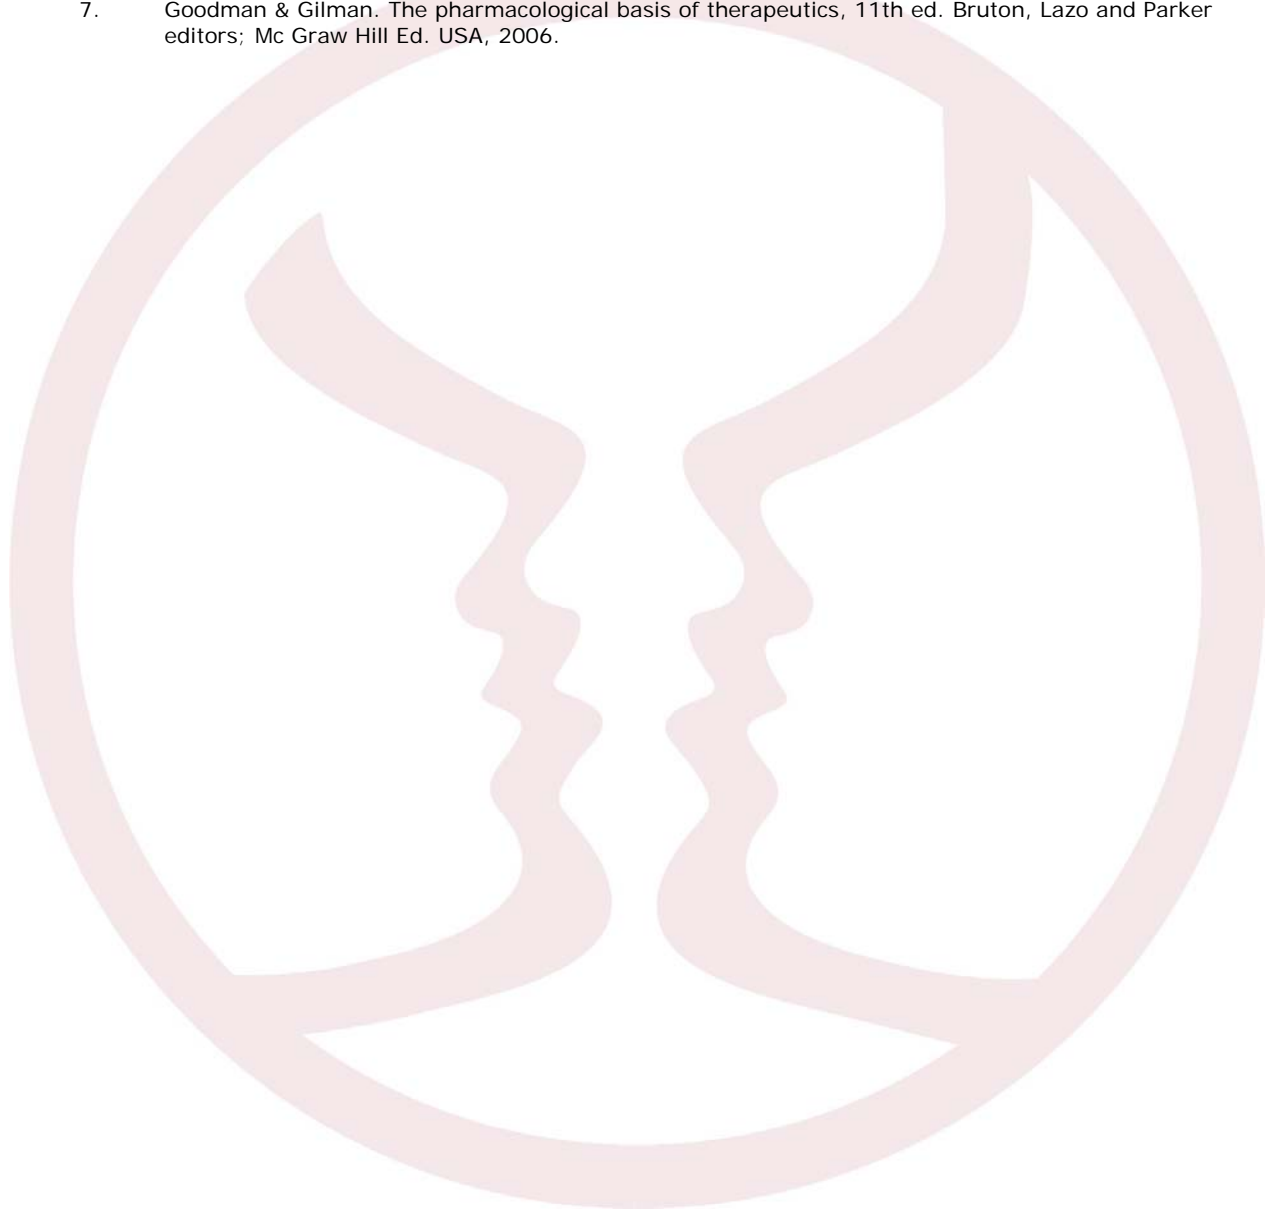 7. Goodman & Gilman. The pharmacological basis of therapeutics, 11th ed. Bruton, Lazo and Parker
editors; Mc Graw Hill Ed. USA, 2006.